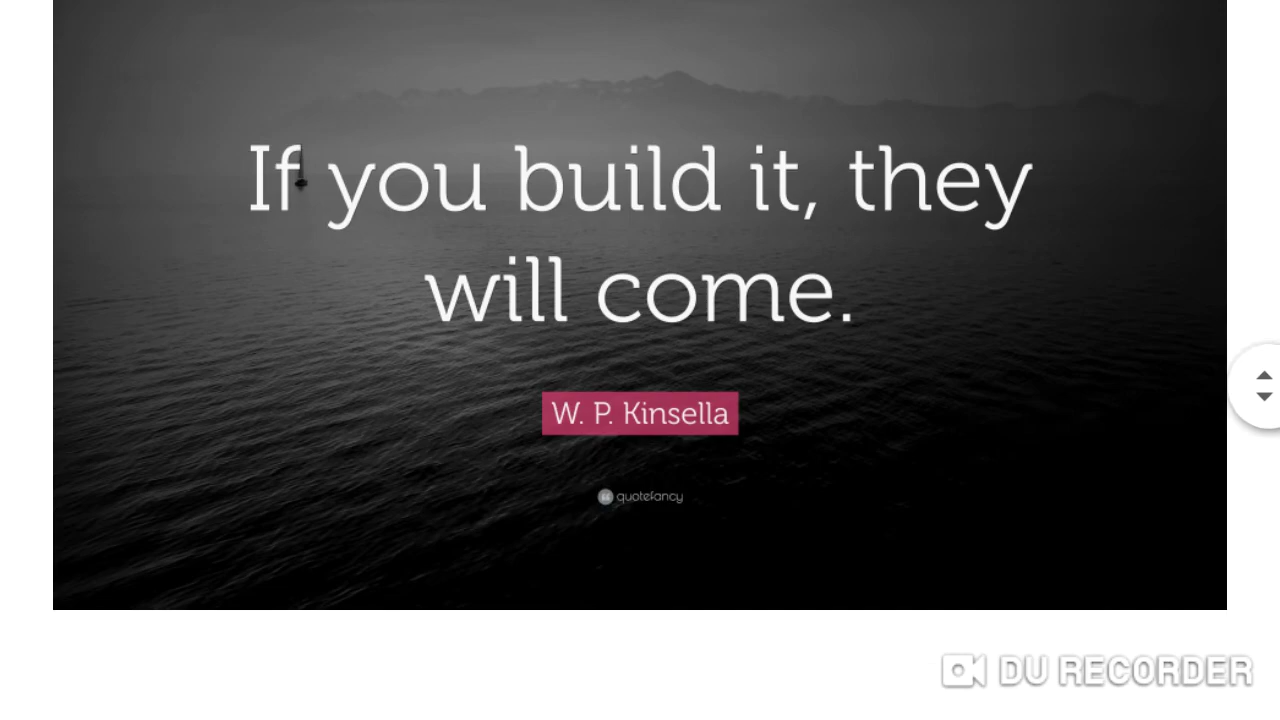 If you build it, they
will come.
W. P. Kinsella
quotefancy
DU RECORDER